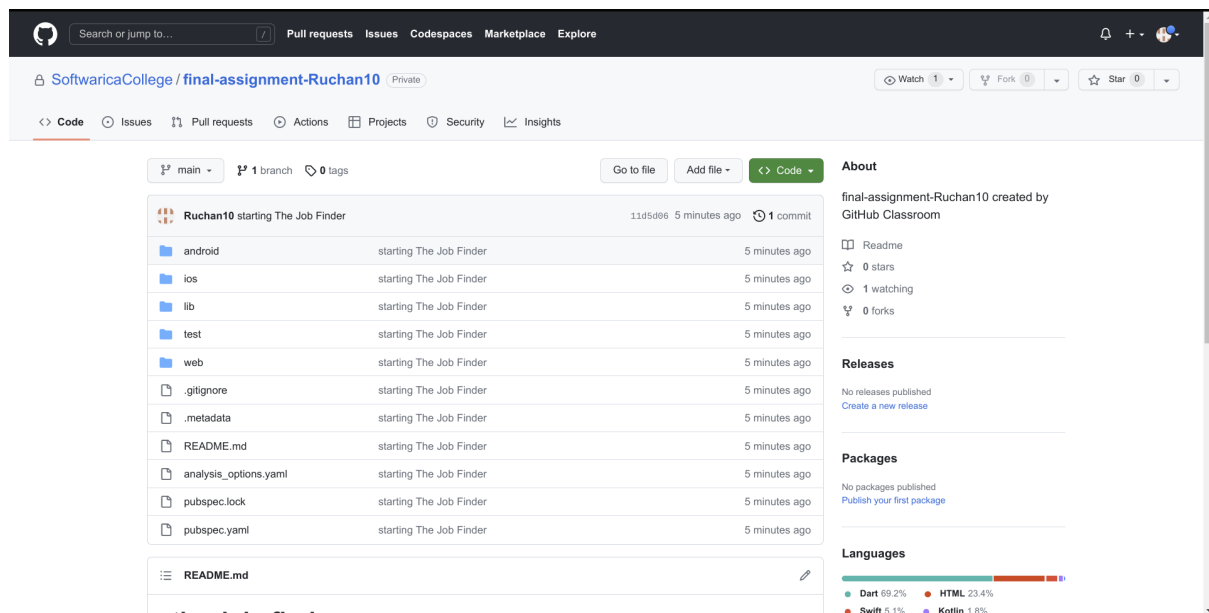 Search or jump to... / Pull requests Issues Codespaces Marketplace Explore
SoftwaricaCollege / final-assignment-Ruchan10 Private Watch 1 Fork 0 Star 0
<> Code Issues Pull requests Actions Projects Security Insights
main 1 branch 0 tags Go to file Add file <> Code
Ruchan10 starting The Job Finder 11d5d06 5 minutes ago 1 commit
android starting The Job Finder 5 minutes ago
ios starting The Job Finder 5 minutes ago
lib starting The Job Finder 5 minutes ago
test starting The Job Finder 5 minutes ago
web starting The Job Finder 5 minutes ago
.gitignore starting The Job Finder 5 minutes ago
.metadata starting The Job Finder 5 minutes ago
README.md starting The Job Finder 5 minutes ago
analysis_options.yaml starting The Job Finder 5 minutes ago
pubspec.lock starting The Job Finder 5 minutes ago
pubspec.yaml starting The Job Finder 5 minutes ago
README.md
About
final-assignment-Ruchan10 created by
GitHub Classroom
Readme
0 stars
1 watching
0 forks
Releases
No releases published
Create a new release
Packages
No packages published
Publish your first package
Languages
Dart 69.2% HTML 23.4%
Swift 5.1% Kotlin 1.8%